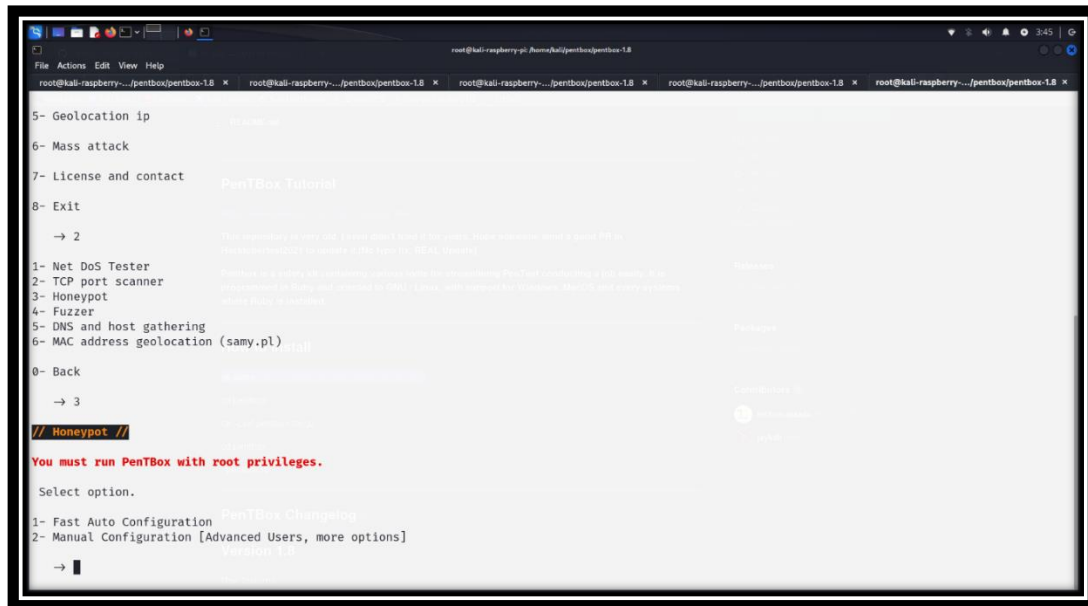 3:45
root@kali-raspberry-pi: /home/kali/pentbox/pentbox-1.8
File Actions Edit View Help
root@kali-raspberry-.../pentbox/pentbox-1.8 × root@kali-raspberry-.../pentbox/pentbox-1.8 × root@kali-raspberry-.../pentbox/pentbox-1.8 × root@kali-raspberry-.../pentbox/pentbox-1.8 × root@kali-raspberry-.../pentbox/pentbox-1.8 ×
5- Geolocation ip
6- Mass attack
7- License and contact
PenTBox Tutorial
8- Exit
→ 2
1- Net DoS Tester
2- TCP port scanner
3- Honeypot
4- Fuzzer
5- DNS and host gathering
6- MAC address geolocation (samy.pl)
0- Back
→ 3
// Honeypot //
You must run PenTBox with root privileges.
Select option.
1- Fast Auto Configuration
PenTBox Changelog
2- Manual Configuration [Advanced Users, more options]
Version 1.8
→